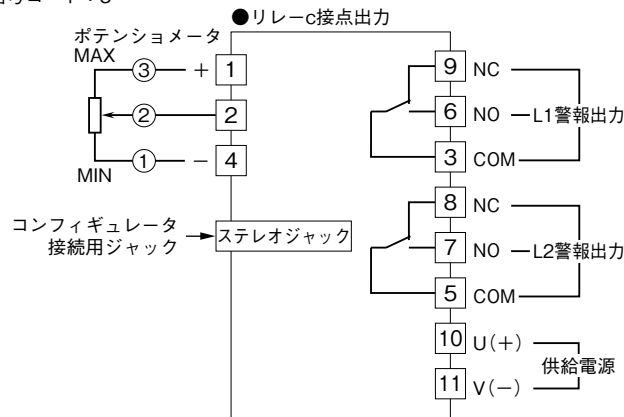 ●リレーc接点出力
ポテンショメータ
MAX
③ + 1
② 2
① − 4
MIN
コンフィギュレータ
接続用ジャック
ステレオジャック
9 NC
6 NO L1警報出力
3 COM
8 NC
7 NO L2警報出力
5 COM
10 U(+)
供給電源
11 V(−)